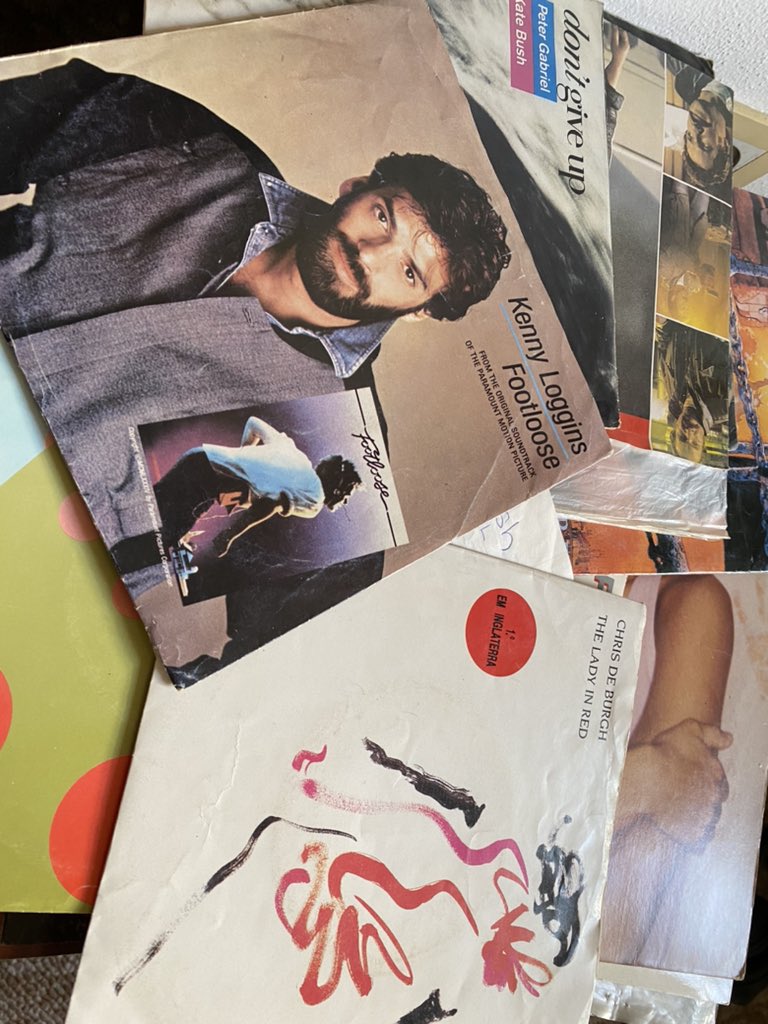 don't give up
Peter Gabriel
Kate Bush
Kenny Loggins
Footloose
FROM THE ORIGINAL SOUNDTRACK
OF THE PARAMOUNT MOTION PICTURE
footloose
1.º
EM INGLATERRA
CHRIS DE BURGH
THE LADY IN RED